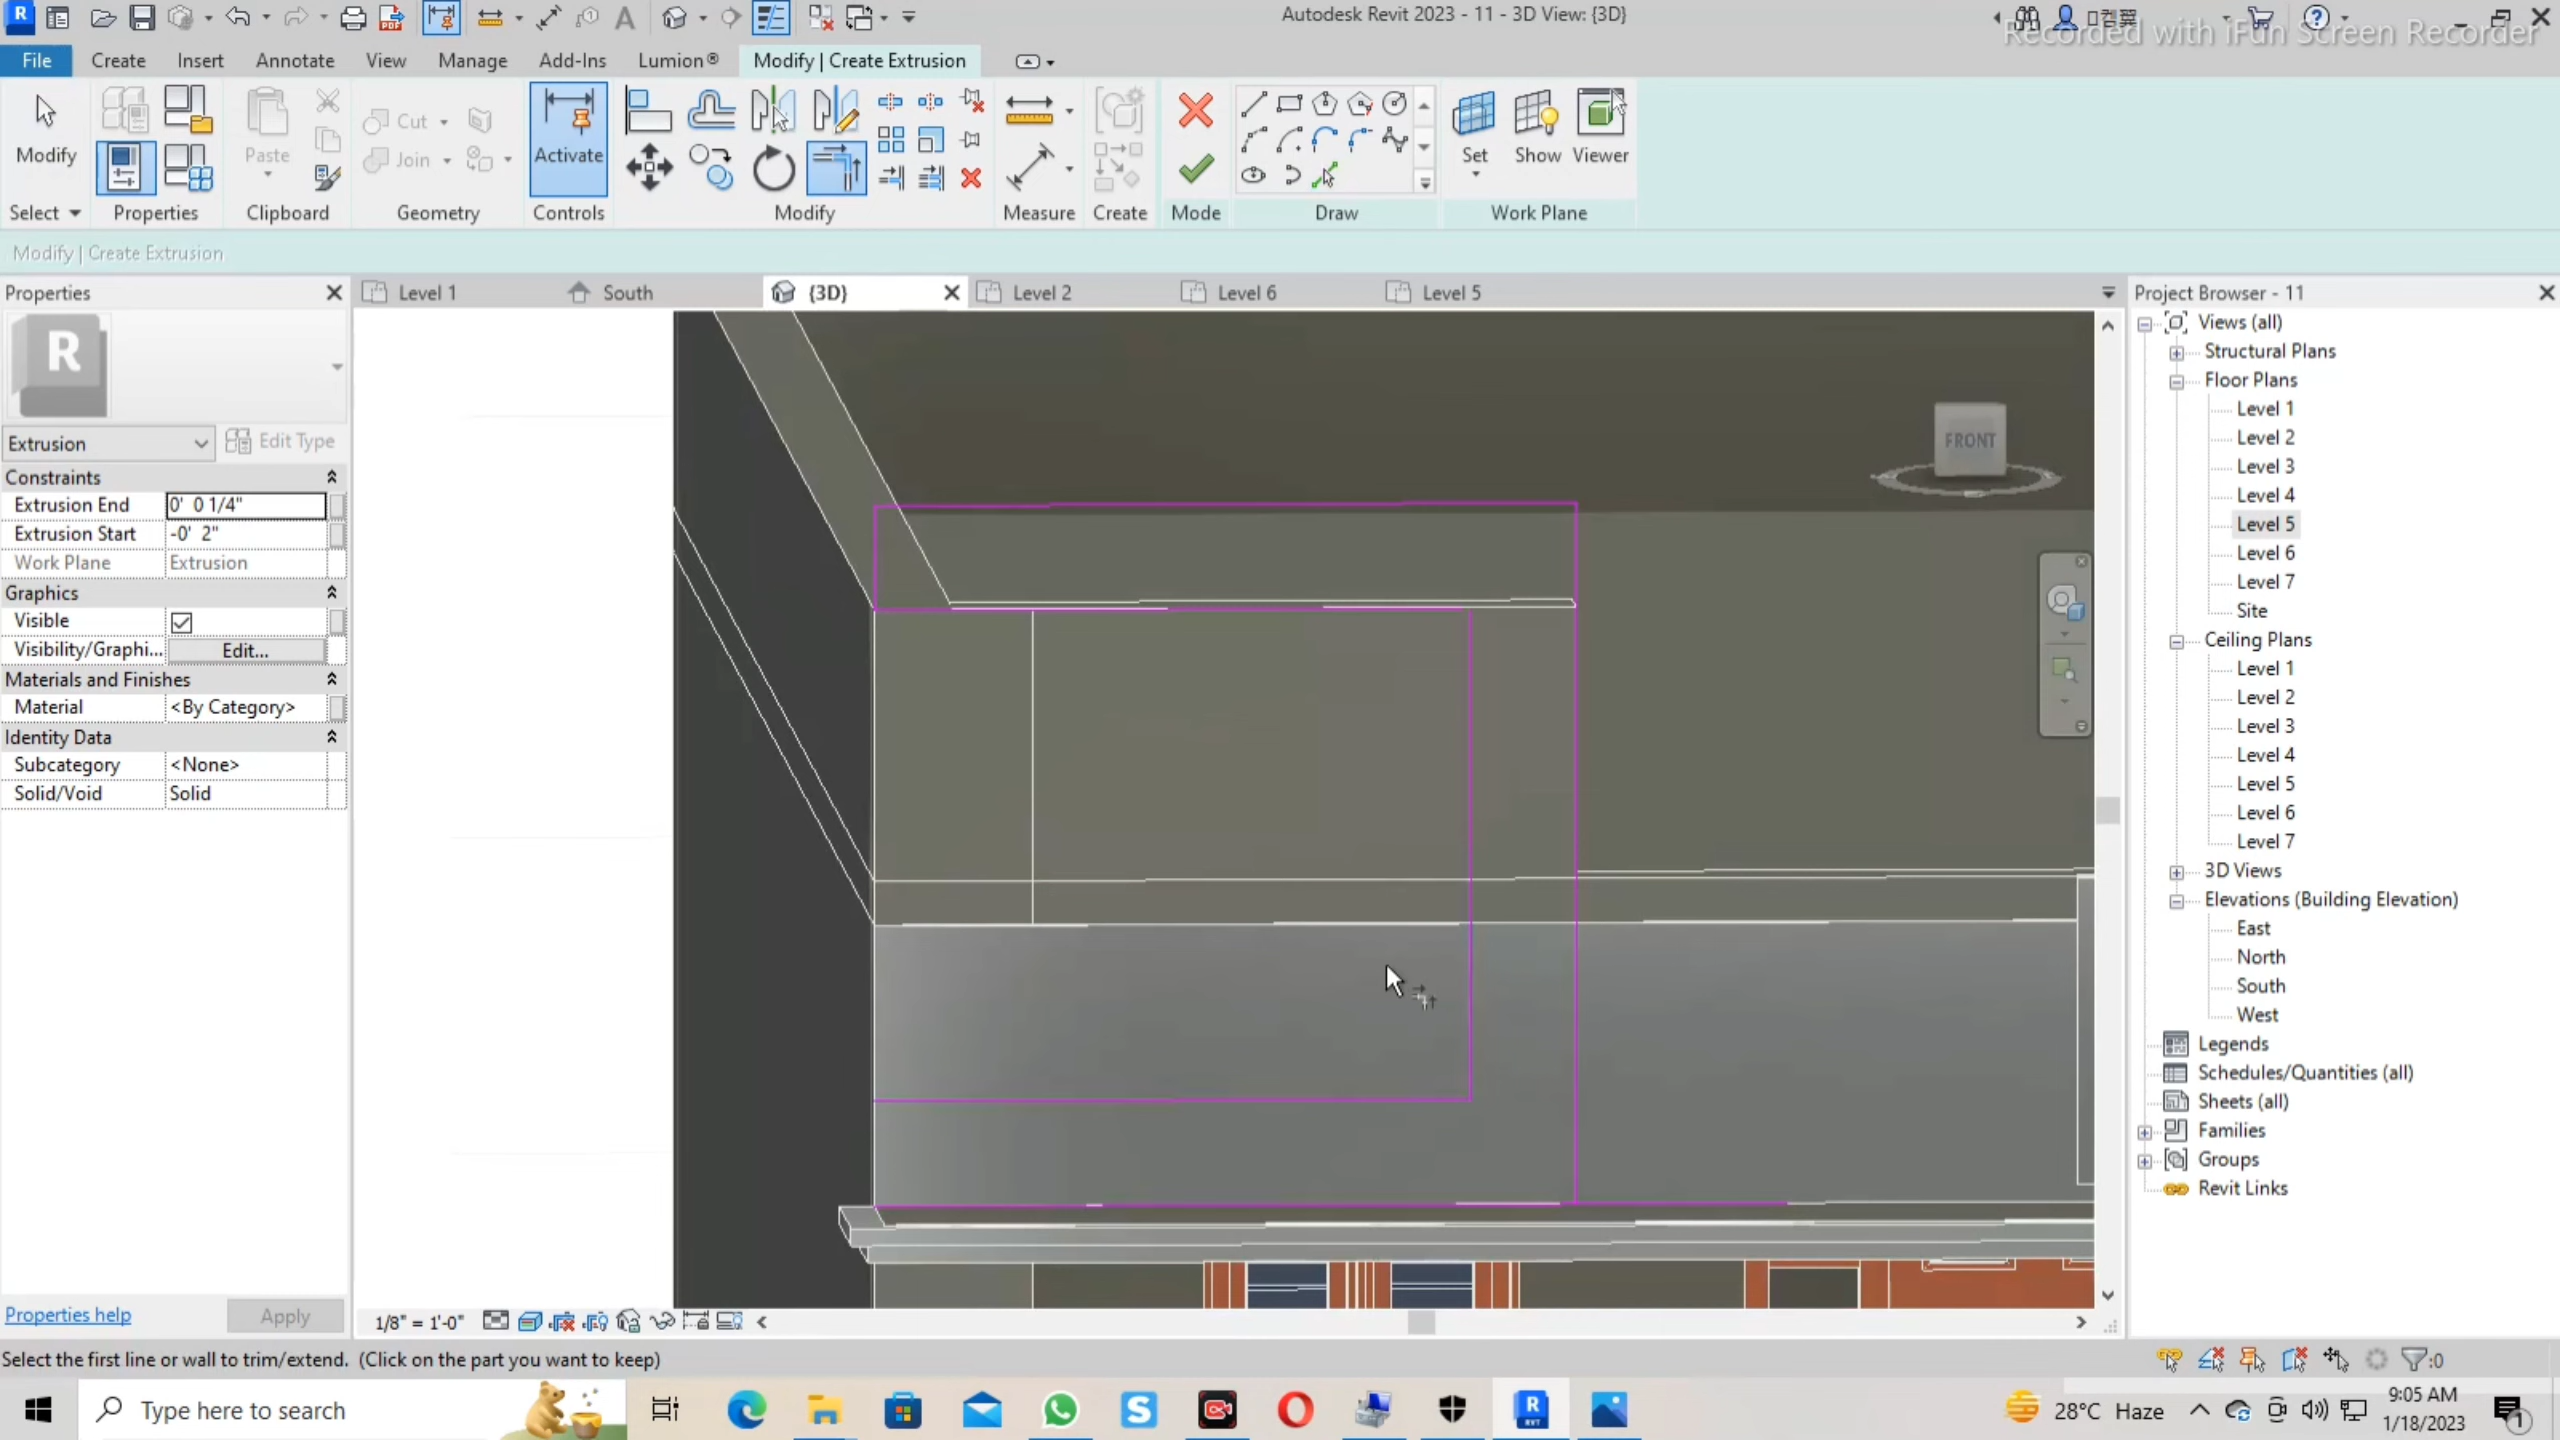 Autodesk Revit 2023 - 11 - 3D View: {3D}
Recorded with iFun Screen Recorder
File Create Insert Annotate View Manage Add-Ins Lumion® Modify | Create Extrusion
Modify Cut Join Paste Activate Set Show Viewer
Select Properties Clipboard Geometry Controls Modify Measure Create Mode Draw Work Plane
Modify | Create Extrusion
Properties
Level 1 South {3D} Level 2 Level 6 Level 5
Project Browser - 11
R
Extrusion Edit Type
Constraints
Extrusion End 0' 0 1/4"
Extrusion Start -0' 2"
Work Plane Extrusion
Graphics
Visible
Visibility/Graphi... Edit...
Materials and Finishes
Material <By Category>
Identity Data
Subcategory <None>
Solid/Void Solid
Properties help Apply
FRONT
Views (all)
Structural Plans
Floor Plans
Level 1
Level 2
Level 3
Level 4
Level 5
Level 6
Level 7
Site
Ceiling Plans
Level 1
Level 2
Level 3
Level 4
Level 5
Level 6
Level 7
3D Views
Elevations (Building Elevation)
East
North
South
West
Legends
Schedules/Quantities (all)
Sheets (all)
Families
Groups
Revit Links
1/8" = 1'-0"
Select the first line or wall to trim/extend. (Click on the part you want to keep)
:0
Type here to search
28°C Haze
9:05 AM
1/18/2023
1